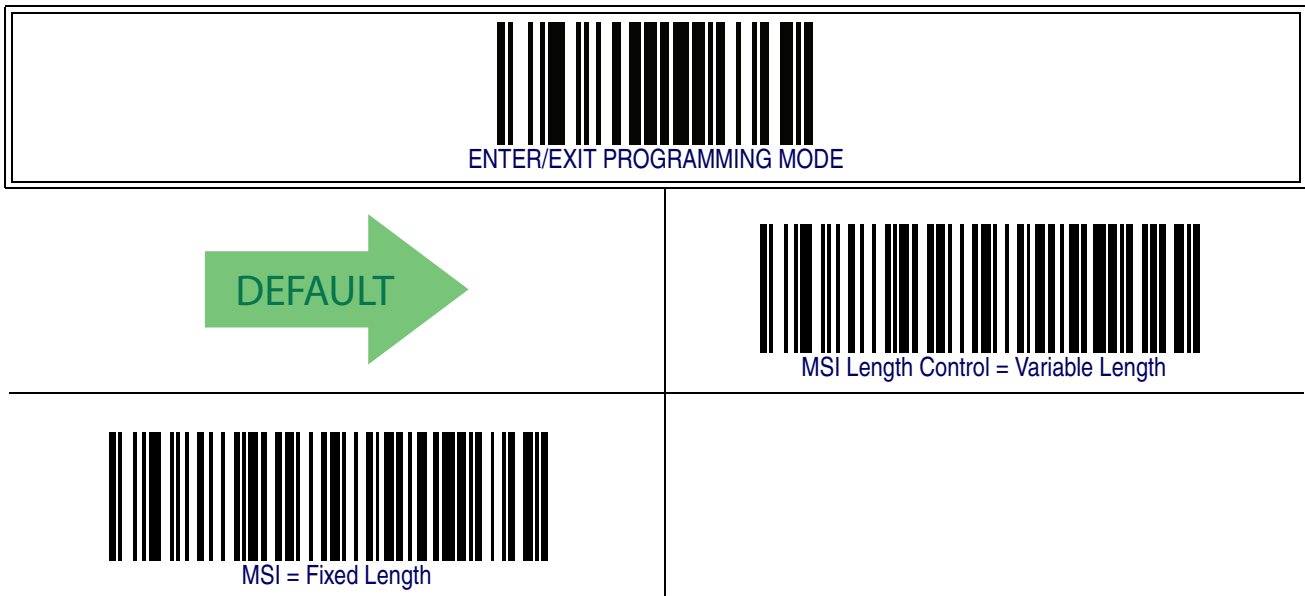 ENTER/EXIT PROGRAMMING MODE
DEFAULT
MSI Length Control = Variable Length
MSI = Fixed Length